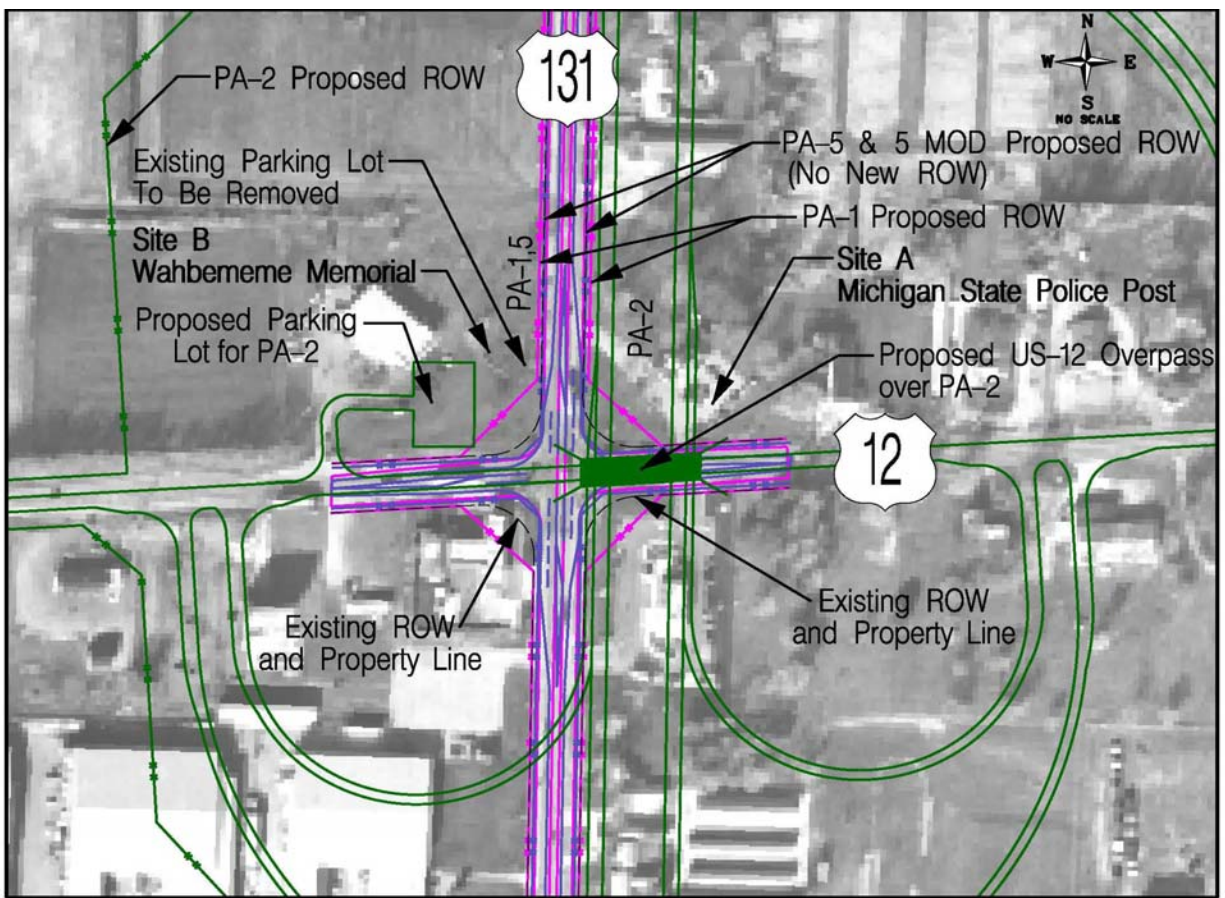 N
W E
S
NO SCALE
131
PA-2 Proposed ROW
PA-5 & 5 MOD Proposed ROW
(No New ROW)
Existing Parking Lot
To Be Removed
PA-1 Proposed ROW
Site B
Wahbememe Memorial
PA-1,5
PA-2
Site A
Michigan State Police Post
Proposed Parking
Lot for PA-2
Proposed US-12 Overpass
over PA-2
12
Existing ROW
and Property Line
Existing ROW
and Property Line